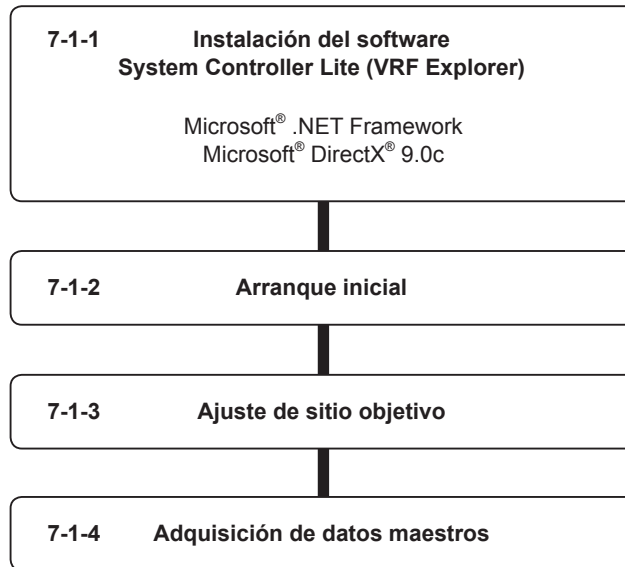 7-1-1 Instalación del software
System Controller Lite (VRF Explorer)
Microsoft® .NET Framework
Microsoft® DirectX® 9.0c
7-1-2 Arranque inicial
7-1-3 Ajuste de sitio objetivo
7-1-4 Adquisición de datos maestros